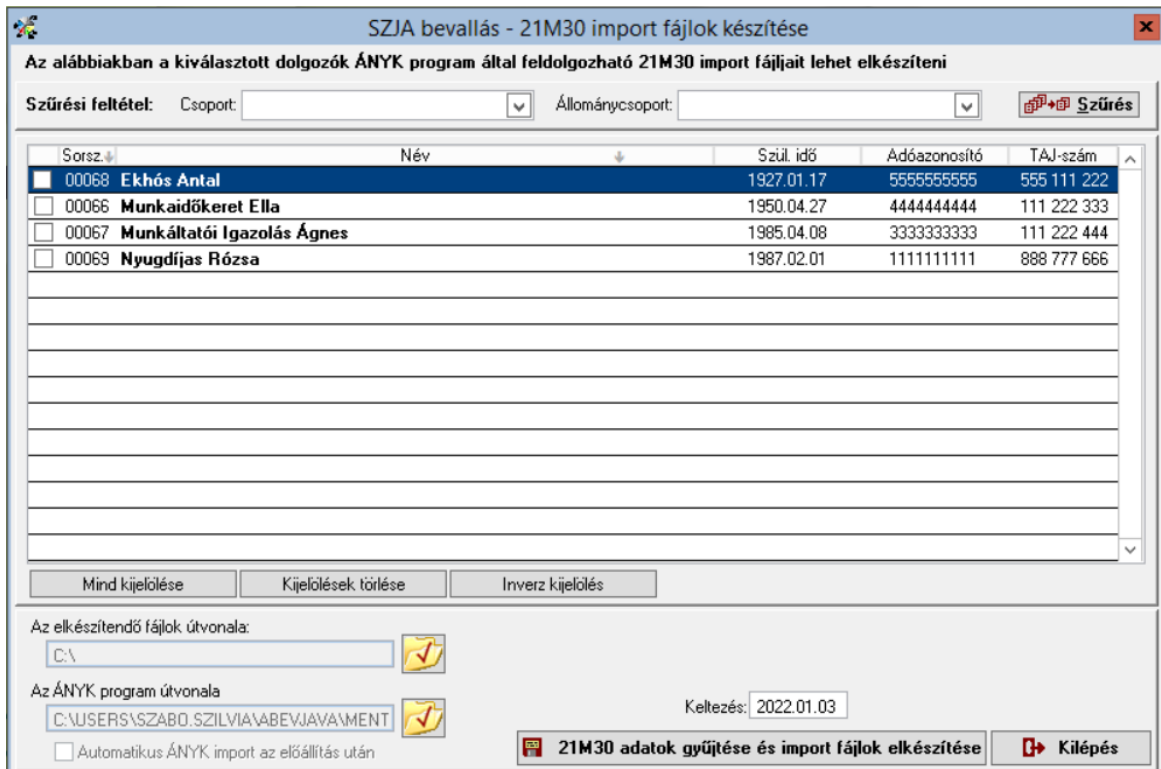 SZJA bevallás - 21M30 import fájlok készítése
Az alábbiakban a kiválasztott dolgozók ÁNYK program által feldolgozható 21M30 import fájljait lehet elkészíteni
Szűrési feltétel: Csoport: Állománycsoport: Szűrés
Sorsz. Név Szül. idő Adóazonosító TAJ-szám
00068 Ekhós Antal 1927.01.17 5555555555 555 111 222
00066 Munkaidőkeret Ella 1950.04.27 4444444444 111 222 333
00067 Munkáltatói Igazolás Ágnes 1985.04.08 3333333333 111 222 444
00069 Nyugdíjas Rózsa 1987.02.01 1111111111 888 777 666
Mind kijelölése Kijelölések törlése Inverz kijelölés
Az elkészítendő fájlok útvonala:
C:\
Az ÁNYK program útvonala
C:\USERS\SZABO.SZILVIA\ABEVJAVA\MENT
Keltezés: 2022.01.03
Automatikus ÁNYK import az előállítás után
21M30 adatok gyűjtése és import fájlok elkészítése Kilépés